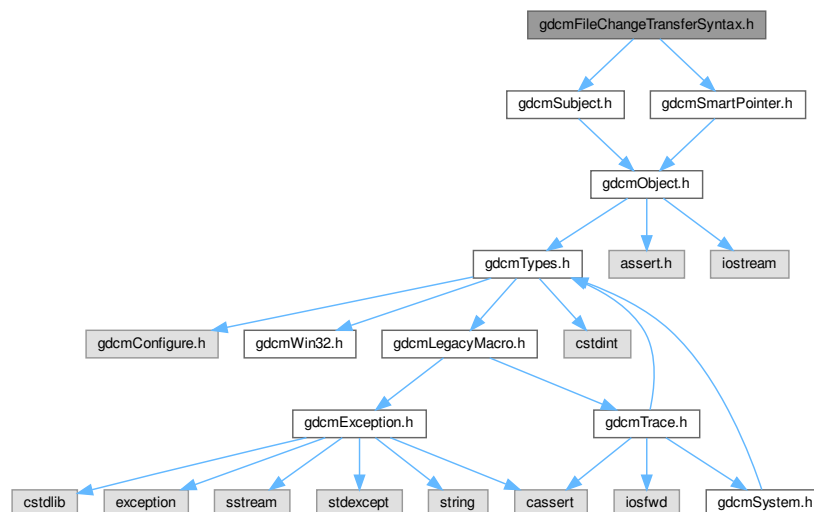 gdcmFileChangeTransferSyntax.h
gdcmSubject.h
gdcmSmartPointer.h
gdcmObject.h
gdcmTypes.h
assert.h
iostream
gdcmConfigure.h
gdcmWin32.h
gdcmLegacyMacro.h
cstdint
gdcmException.h
gdcmTrace.h
cstdlib
exception
sstream
stdexcept
string
cassert
iosfwd
gdcmSystem.h